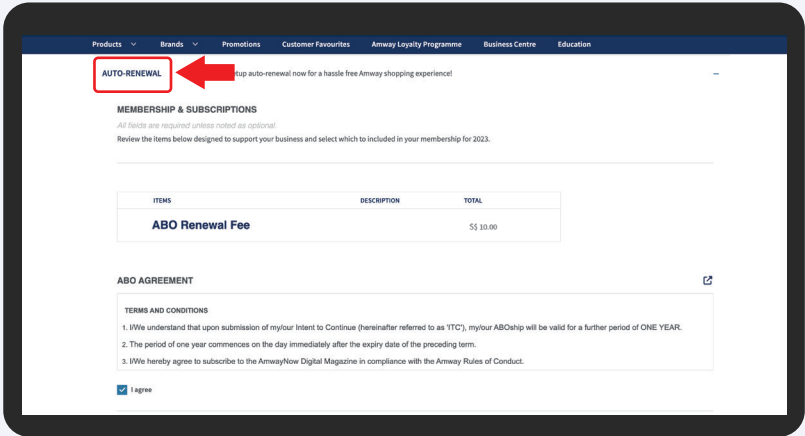 Products Brands Promotions Customer Favourites Amway Loyalty Programme Business Centre Education
AUTO-RENEWAL etup auto-renewal now for a hassle free Amway shopping experience!
MEMBERSHIP & SUBSCRIPTIONS
All fields are required unless noted as optional.
Review the items below designed to support your business and select which to included in your membership for 2023.
ITEMS DESCRIPTION TOTAL
ABO Renewal Fee S$ 10.00
ABO AGREEMENT
TERMS AND CONDITIONS
1. I/We understand that upon submission of my/our Intent to Continue (hereinafter referred to as 'ITC'), my/our ABOship will be valid for a further period of ONE YEAR.
2. The period of one year commences on the day immediately after the expiry date of the preceding term.
3. I/We hereby agree to subscribe to the AmwayNow Digital Magazine in compliance with the Amway Rules of Conduct.
I agree